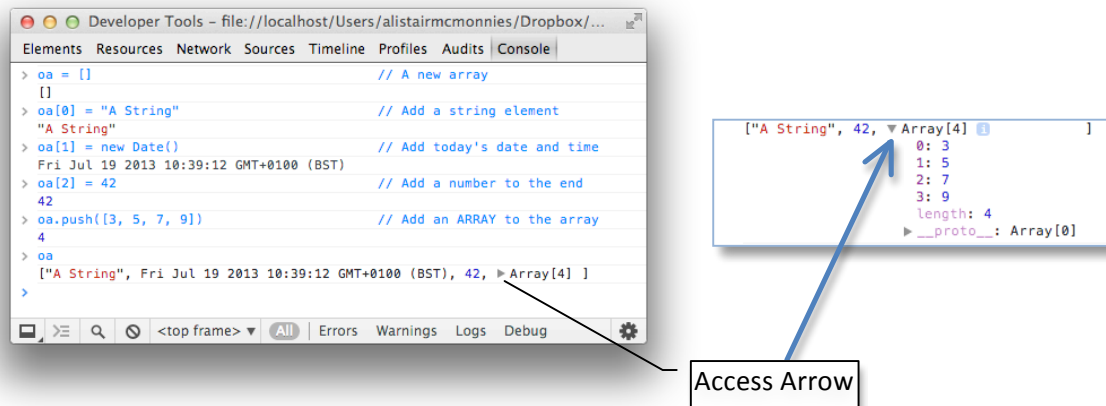 Developer Tools – file://localhost/Users/alistairmcmonnies/Dropbox/...
Elements Resources Network Sources Timeline Profiles Audits Console
> oa = [] // A new array
[]
> oa[0] = "A String" // Add a string element
"A String"
> oa[1] = new Date() // Add today's date and time
Fri Jul 19 2013 10:39:12 GMT+0100 (BST)
> oa[2] = 42 // Add a number to the end
42
> oa.push([3, 5, 7, 9]) // Add an ARRAY to the array
4
> oa
["A String", Fri Jul 19 2013 10:39:12 GMT+0100 (BST), 42, ▶Array[4] ]
>
<top frame> ▼ All Errors Warnings Logs Debug
["A String", 42, ▼Array[4] i ]
0: 3
1: 5
2: 7
3: 9
length: 4
▶__proto__: Array[0]
Access Arrow